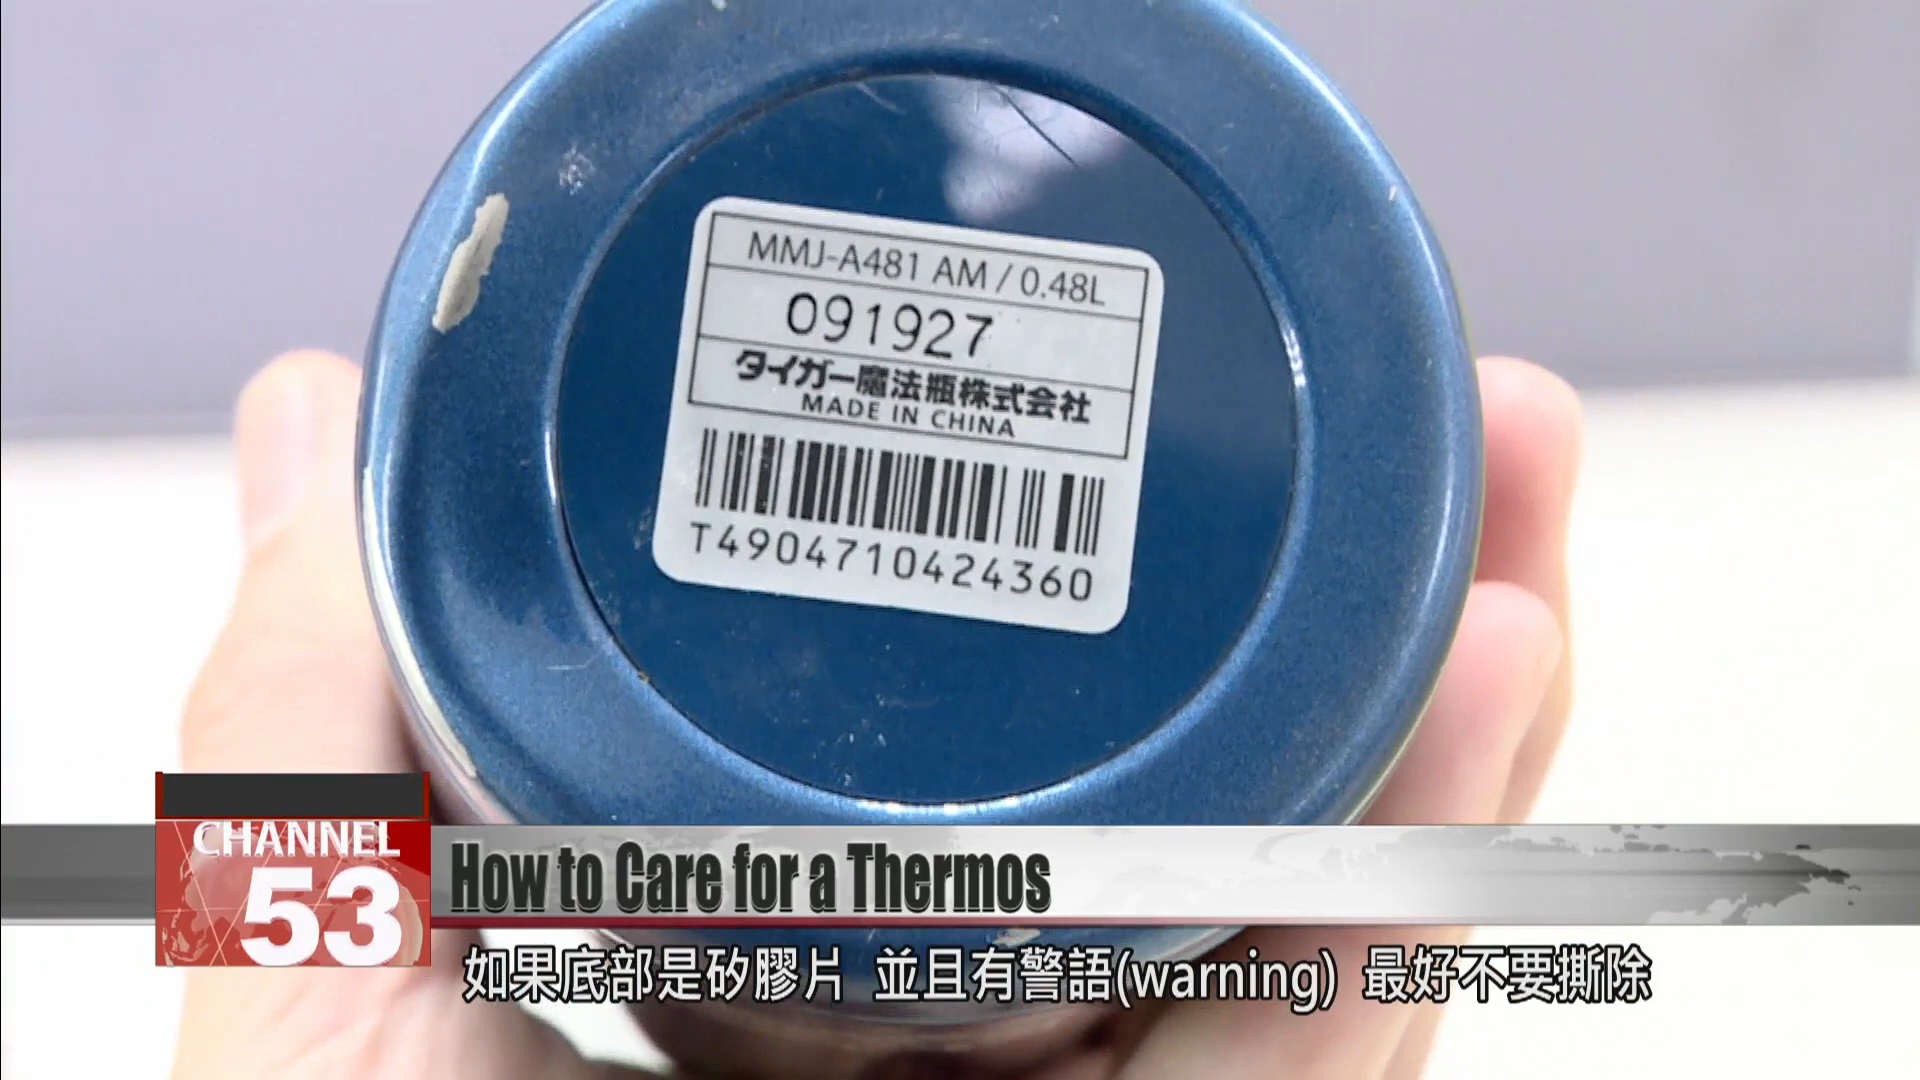 MMJ-A481 AM / 0.48L
091927
タイガー魔法瓶株式会社
MADE IN CHINA
T4904710424360
CHANNEL
53
How to Care for a Thermos
如果底部是矽膠片 並且有警語(warning) 最好不要撕除